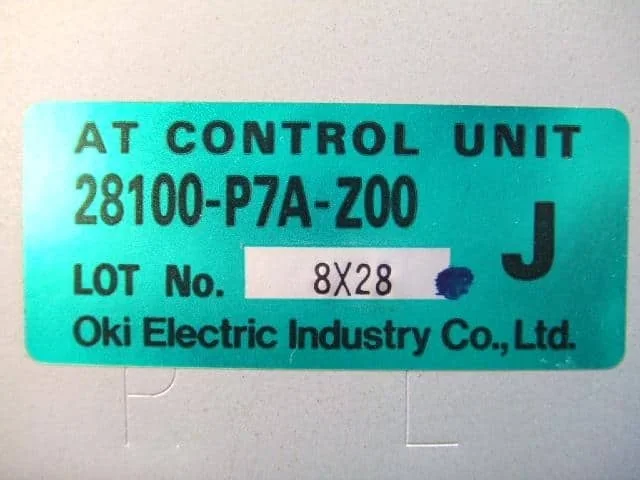 AT CONTROL UNIT
28100-P7A-Z00
J
LOT No. 8X28
Oki Electric Industry Co., Ltd.